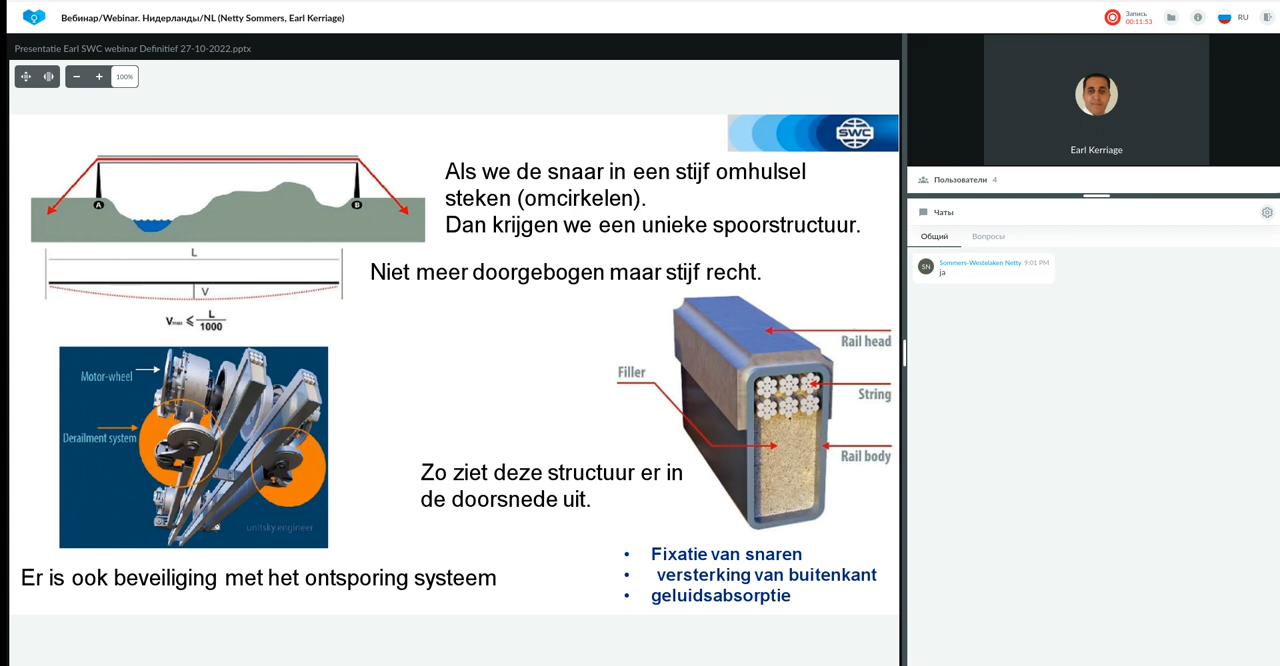 Вебинар/Webinar. Нидерланды/NL (Netty Sommers, Earl Kerriage)
Запись
00:11:53
RU
Presentatie Earl SWC webinar Definitief 27-10-2022.pptx
100%
SWC
Als we de snaar in een stijf omhulsel
steken (omcirkelen).
Dan krijgen we een unieke spoorstructuur.
A
B
L
V
Vmax ⩽ L
1000
Niet meer doorgebogen maar stijf recht.
Motor-wheel
Derailment system
unitsky.engineer
Rail head
Filler
String
Rail body
Zo ziet deze structuur er in
de doorsnede uit.
• Fixatie van snaren
• versterking van buitenkant
• geluidsabsorptie
Er is ook beveiliging met het ontsporing systeem
Earl Kerriage
Пользователи 4
Чаты
Общий
Вопросы
SN
Sommers-Westelaken Netty 9:01 PM
ja